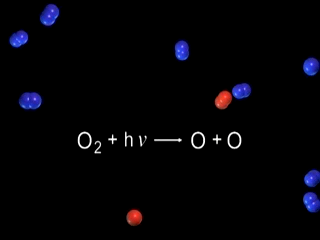 O₂ + hν → O + O